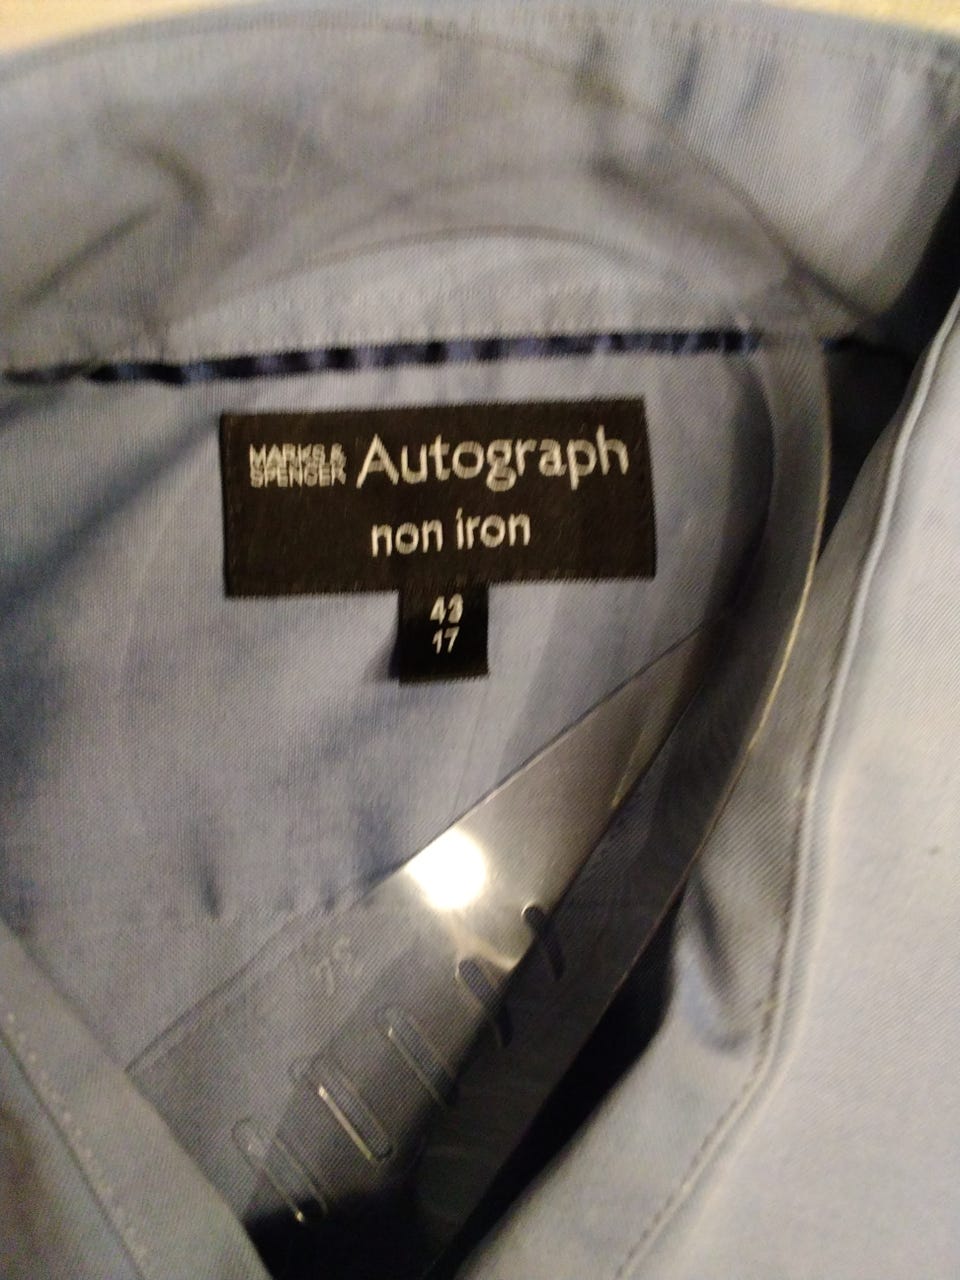 MARKS & Autograph
SPENCER
non iron
43
17